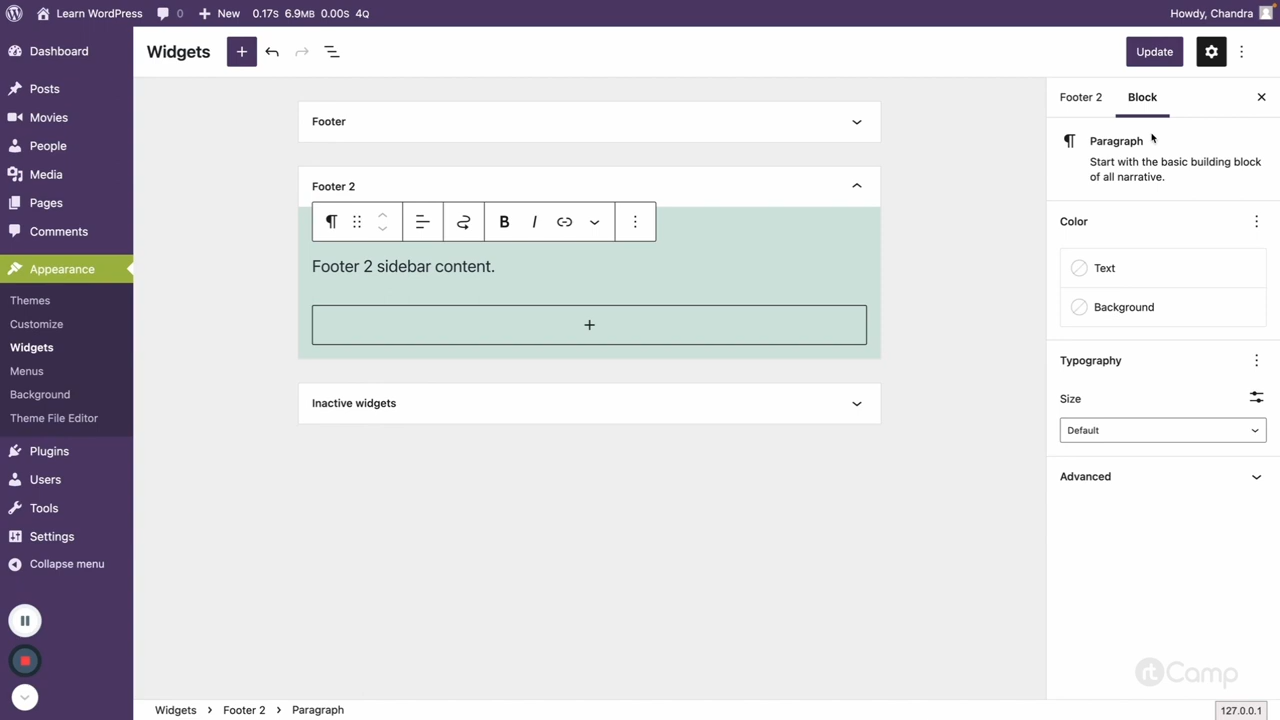 Learn WordPress
0
New
0.17s 6.9MB 0.00s 4Q
Howdy, Chandra
Dashboard
Posts
Movies
People
Media
Pages
Comments
Appearance
Themes
Customize
Widgets
Menus
Background
Theme File Editor
Plugins
Users
Tools
Settings
Collapse menu
Widgets
Update
Footer
Footer 2
B I
Footer 2 sidebar content.
Inactive widgets
Footer 2 Block
Paragraph
Start with the basic building block
of all narrative.
Color
Text
Background
Typography
Size
Default
Advanced
rtCamp
Widgets > Footer 2 > Paragraph
127.0.0.1